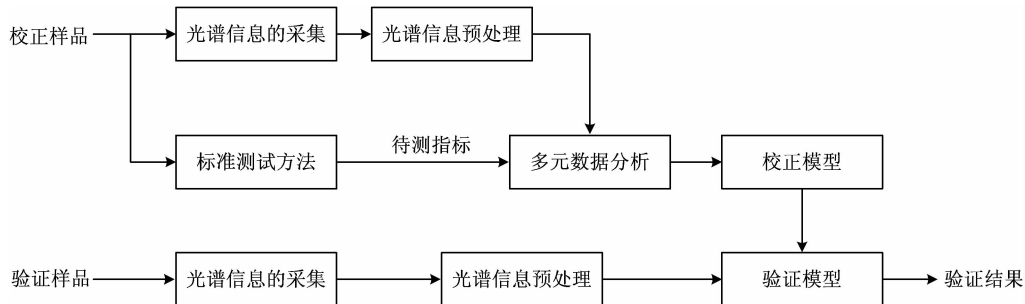 校正样品
光谱信息的采集
光谱信息预处理
标准测试方法
待测指标
多元数据分析
校正模型
验证样品
光谱信息的采集
光谱信息预处理
验证模型
验证结果